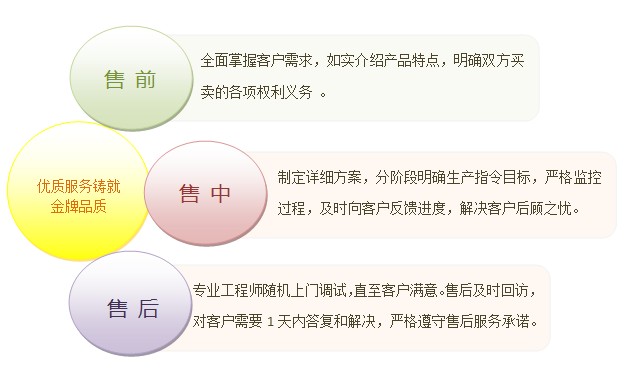 售 前
全面掌握客户需求，如实介绍产品特点，明确双方买
卖的各项权利义务 。
优质服务铸就
金牌品质
售 中
制定详细方案，分阶段明确生产指令目标，严格监控
过程，及时向客户反馈进度，解决客户后顾之忧。
售 后
专业工程师随机上门调试，直至客户满意。售后及时回访，
对客户需要 1 天内答复和解决，严格遵守售后服务承诺。